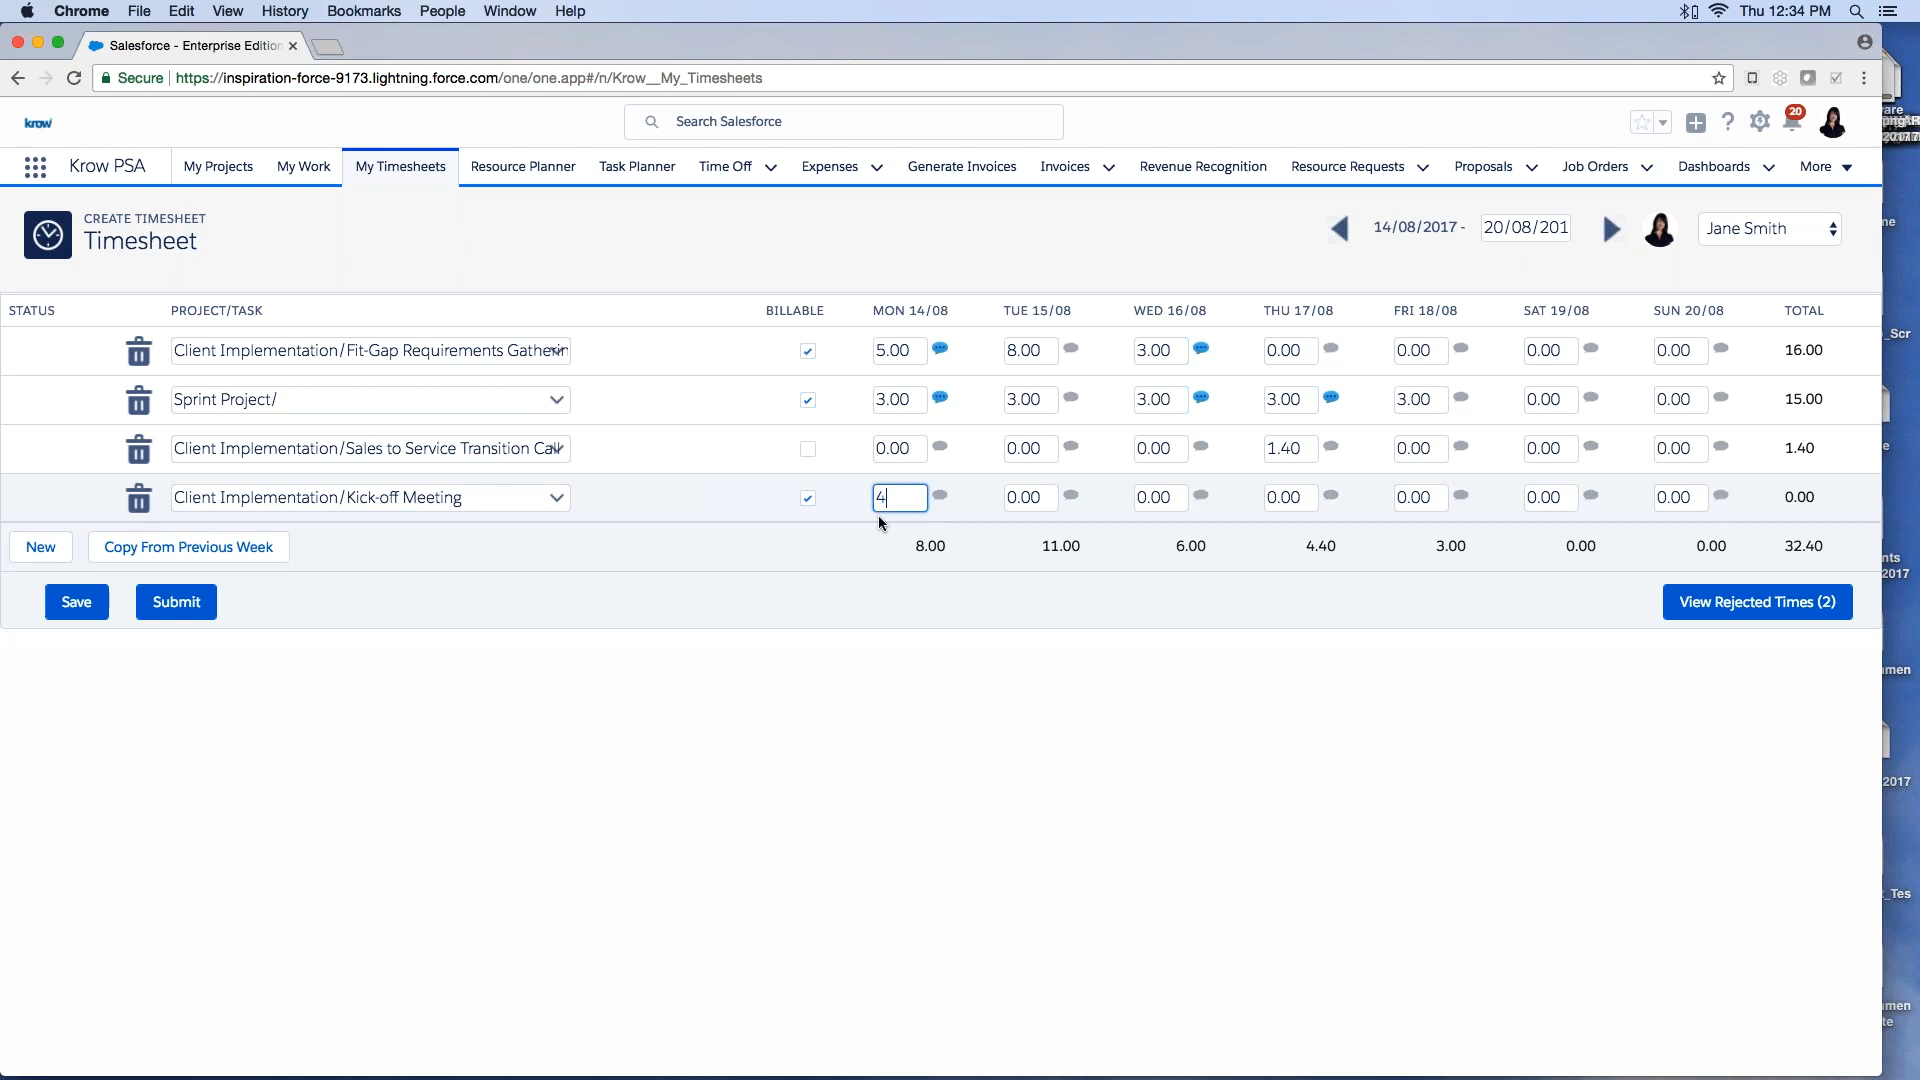 Chrome File Edit View History Bookmarks People Window Help Thu 12:34 PM
Salesforce - Enterprise Edition
Secure https://inspiration-force-9173.lightning.force.com/one/one.app#/n/Krow__My_Timesheets
krow Search Salesforce 20
Krow PSA My Projects My Work My Timesheets Resource Planner Task Planner Time Off Expenses Generate Invoices Invoices Revenue Recognition Resource Requests Proposals Job Orders Dashboards More
CREATE TIMESHEET
Timesheet
14/08/2017 - 20/08/201 Jane Smith
STATUS PROJECT/TASK BILLABLE MON 14/08 TUE 15/08 WED 16/08 THU 17/08 FRI 18/08 SAT 19/08 SUN 20/08 TOTAL
Client Implementation/Fit-Gap Requirements Gatherin 5.00 8.00 3.00 0.00 0.00 0.00 0.00 16.00
Sprint Project/ 3.00 3.00 3.00 3.00 3.00 0.00 0.00 15.00
Client Implementation/Sales to Service Transition Call 0.00 0.00 0.00 1.40 0.00 0.00 0.00 1.40
Client Implementation/Kick-off Meeting 4 0.00 0.00 0.00 0.00 0.00 0.00 0.00
New Copy From Previous Week 8.00 11.00 6.00 4.40 3.00 0.00 0.00 32.40
Save Submit View Rejected Times (2)